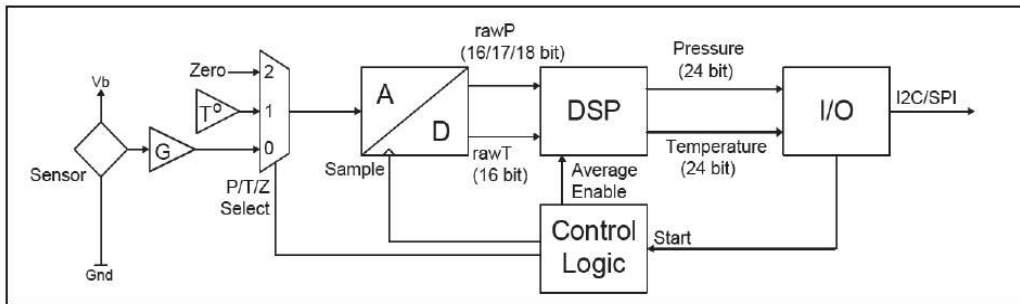 Vb
Sensor
Gnd
G
Zero
T°
2
1
0
P/T/Z
Select
A
D
Sample
rawP
(16/17/18 bit)
rawT
(16 bit)
DSP
Average
Enable
Control
Logic
Pressure
(24 bit)
Temperature
(24 bit)
Start
I/O
I2C/SPI